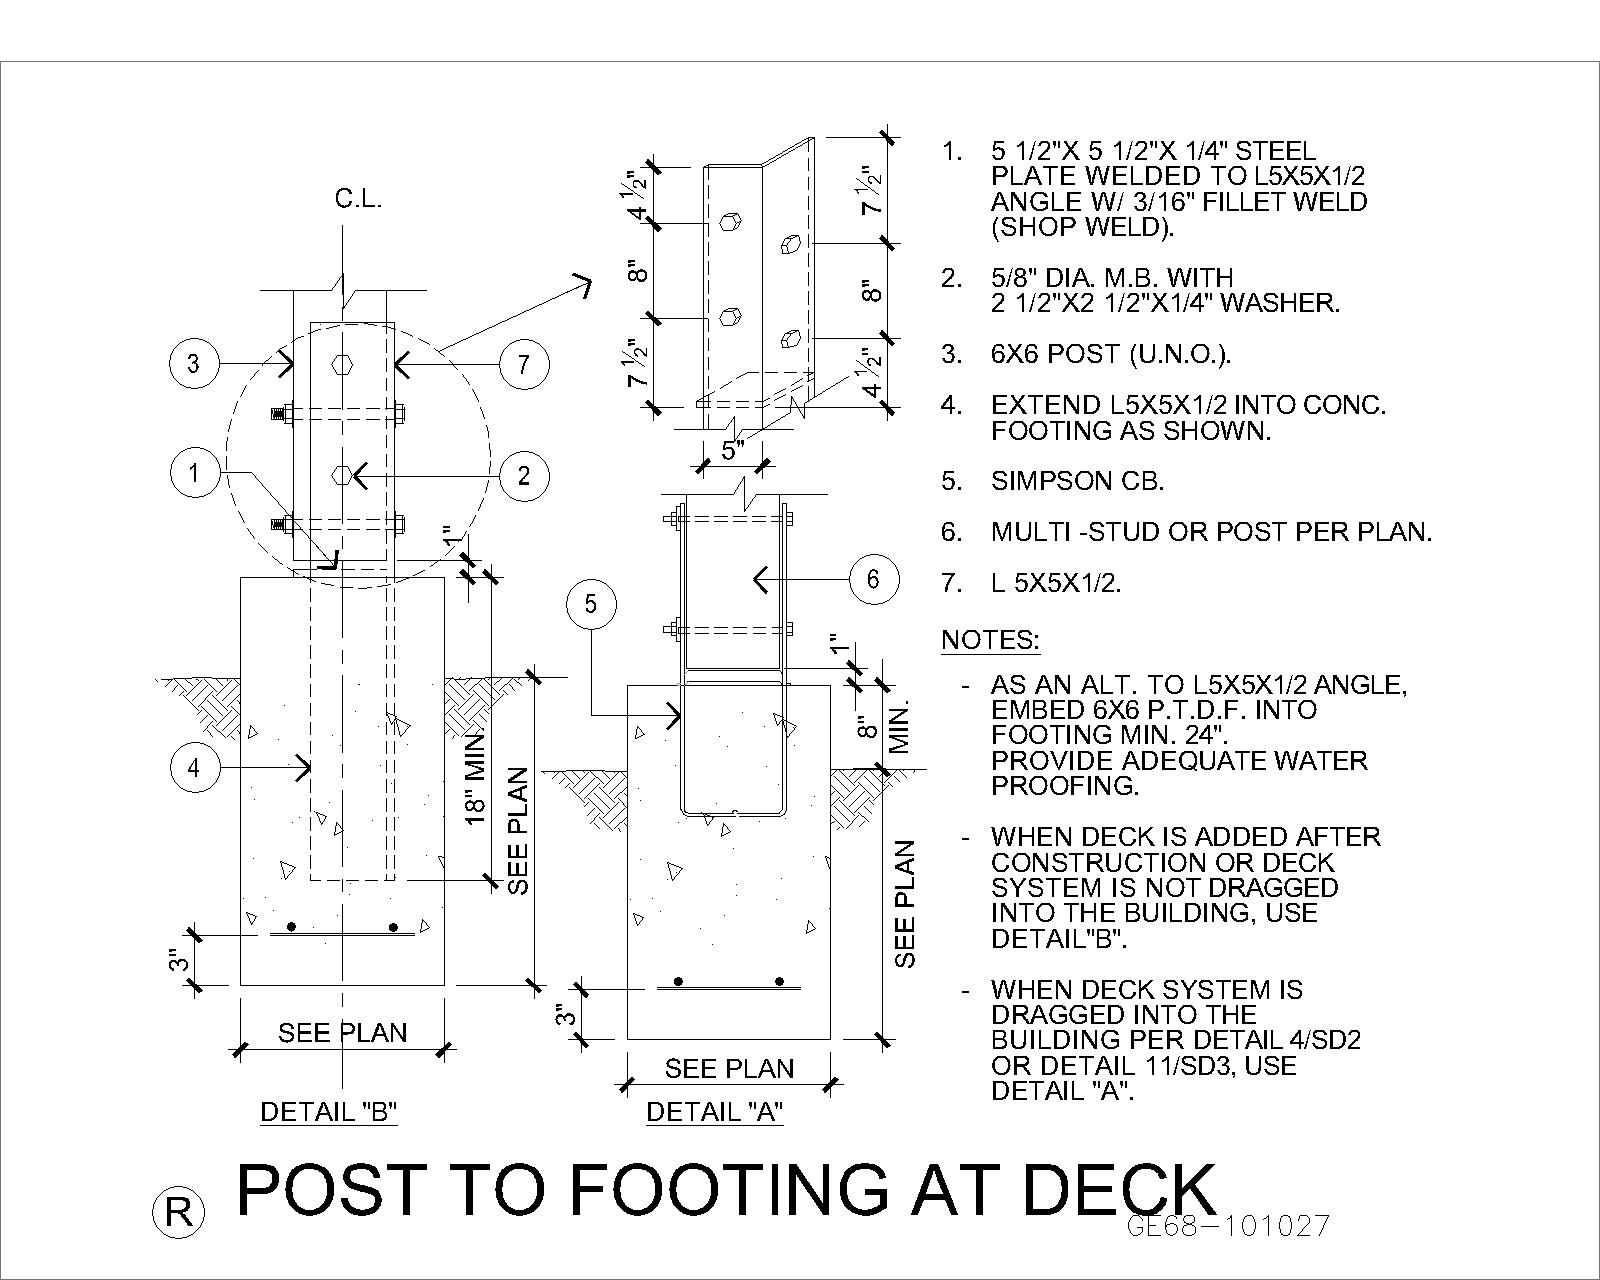 C.L.
3
7
1
2
4
1"
18" MIN.
SEE PLAN
3"
SEE PLAN
DETAIL "B"
4 1/2"
8"
7 1/2"
7 1/2"
8"
4 1/2"
5"
5
6
1"
8"
MIN.
SEE PLAN
3"
SEE PLAN
DETAIL "A"
1. 5 1/2"X 5 1/2"X 1/4" STEEL
PLATE WELDED TO L5X5X1/2
ANGLE W/ 3/16" FILLET WELD
(SHOP WELD).
2. 5/8" DIA. M.B. WITH
2 1/2"X2 1/2"X1/4" WASHER.
3. 6X6 POST (U.N.O.).
4. EXTEND L5X5X1/2 INTO CONC.
FOOTING AS SHOWN.
5. SIMPSON CB.
6. MULTI -STUD OR POST PER PLAN.
7. L 5X5X1/2.
NOTES:
- AS AN ALT. TO L5X5X1/2 ANGLE,
EMBED 6X6 P.T.D.F. INTO
FOOTING MIN. 24".
PROVIDE ADEQUATE WATER
PROOFING.
- WHEN DECK IS ADDED AFTER
CONSTRUCTION OR DECK
SYSTEM IS NOT DRAGGED
INTO THE BUILDING, USE
DETAIL"B".
- WHEN DECK SYSTEM IS
DRAGGED INTO THE
BUILDING PER DETAIL 4/SD2
OR DETAIL 11/SD3, USE
DETAIL "A".
R POST TO FOOTING AT DECK
GE68-101027